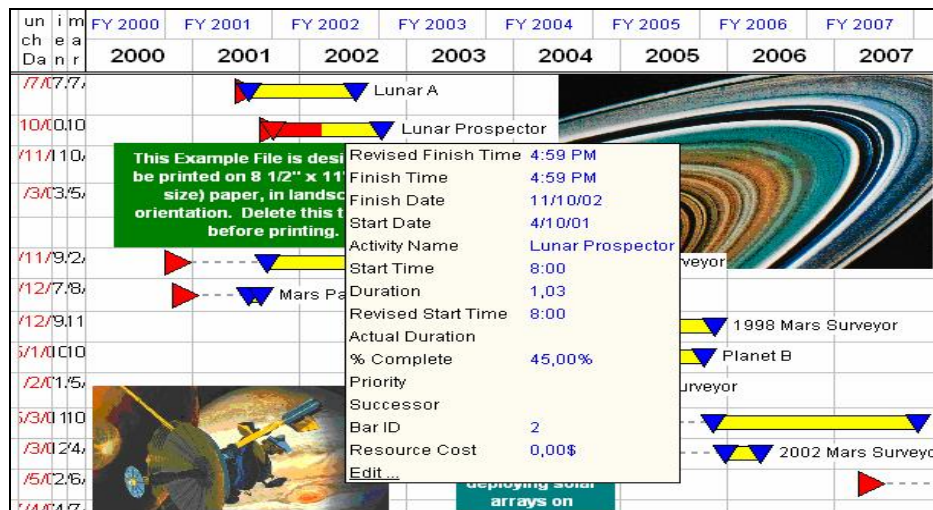 un i m FY 2000 FY 2001 FY 2002 FY 2003 FY 2004 FY 2005 FY 2006 FY 2007
ch e a
Da n r 2000 2001 2002 2003 2004 2005 2006 2007
Lunar A
Lunar Prospector
This Example File is desi
be printed on 8 1/2" x 11"
size) paper, in landsc
orientation. Delete this t
before printing.
Revised Finish Time 4:59 PM
Finish Time 4:59 PM
Finish Date 11/10/02
Start Date 4/10/01
Activity Name Lunar Prospector
Start Time 8:00
Duration 1,03
Revised Start Time 8:00
Actual Duration
% Complete 45,00%
Priority
Successor
Bar ID 2
Resource Cost 0,00$
Edit ...
veyor
Mars Pa
1998 Mars Surveyor
Planet B
urveyor
2002 Mars Surveyo
deploying solar
arrays on